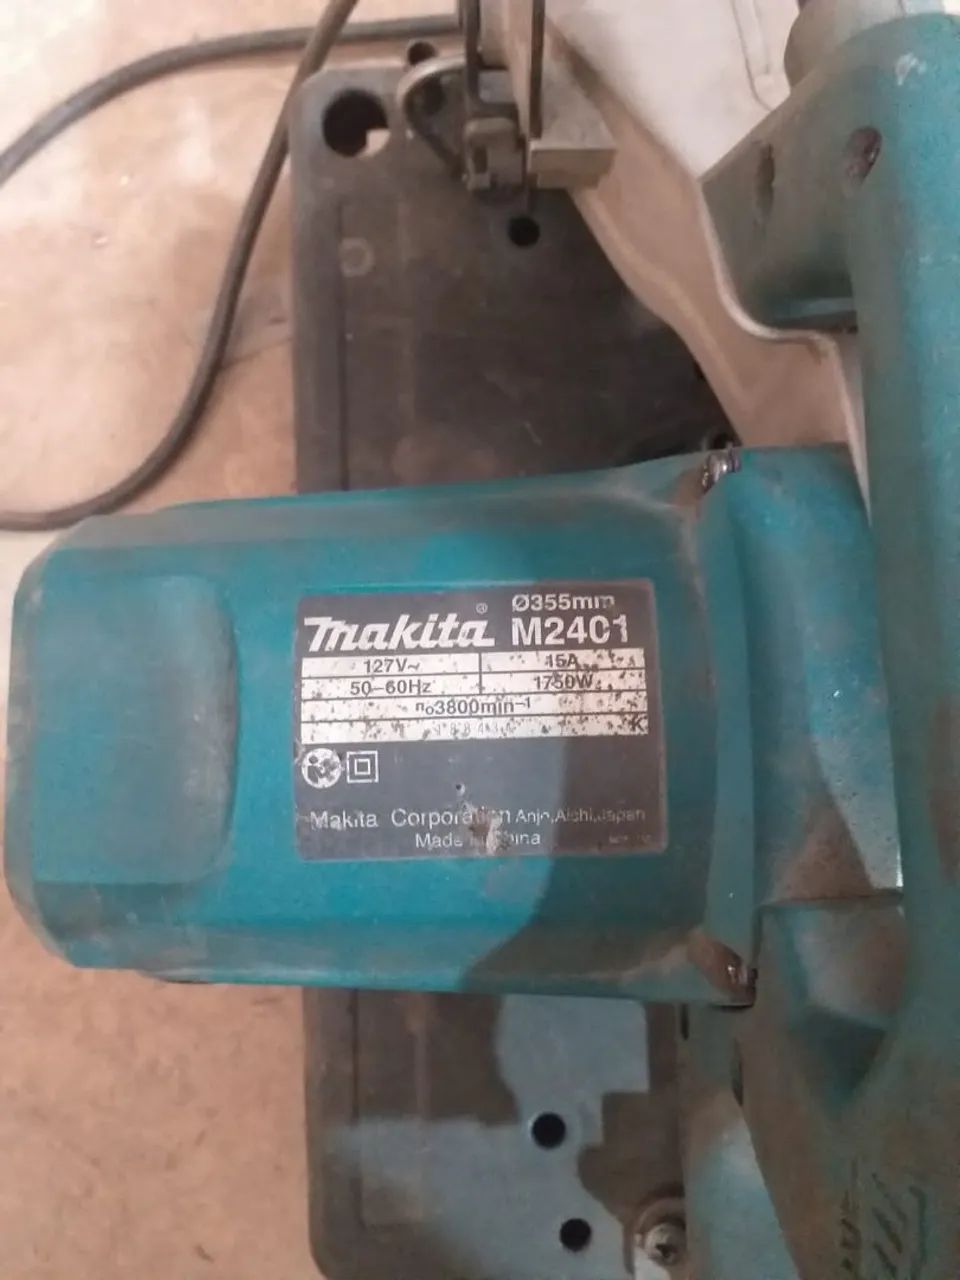 Makita® Ø355mm
M2401
127V~ 15A
50-60Hz 1750W
n₀3800min⁻¹
K
Makita Corporation Anjo, Aichi, Japan
Made in China